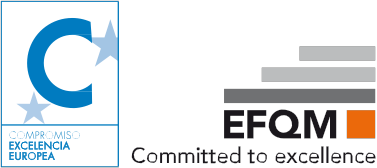 C
COMPROMISO
EXCELENCIA
EUROPEA
EFQM
Committed to excellence